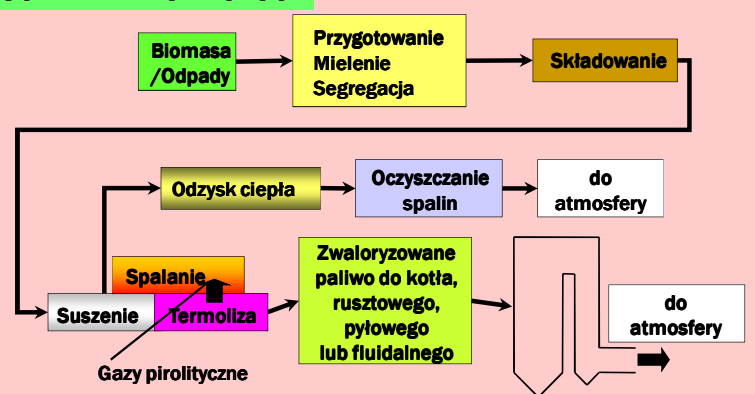 Biomasa
/Odpady
Przygotowanie
Mielenie
Segregacja
Składowanie
Odzysk ciepła
Oczyszczanie
spalin
do
atmosfery
Spalanie
Suszenie
Termoliza
Gazy pirolityczne
Zwaloryzowane
paliwo do kotła,
rusztowego,
pyłowego
lub fluidalnego
do
atmosfery